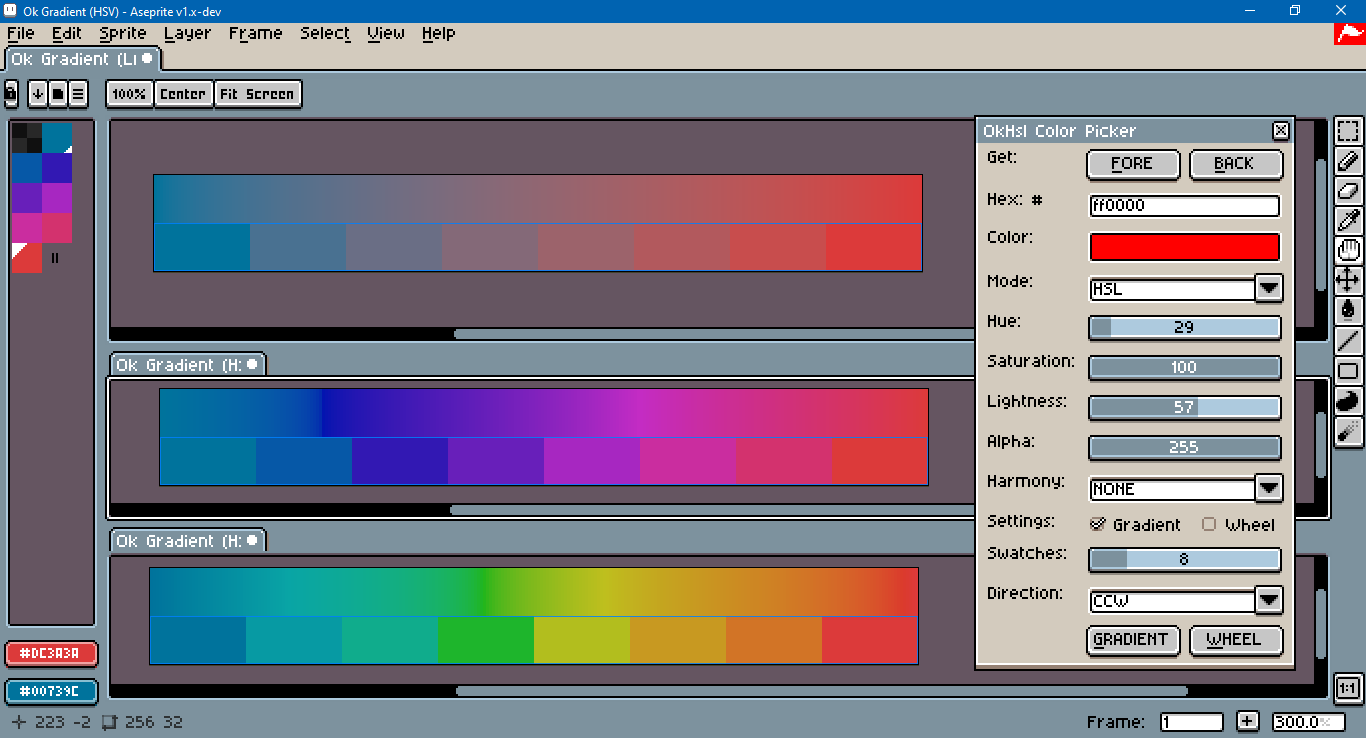 Ok Gradient (HSV) - Aseprite v1.x-dev
File Edit Sprite Layer Frame Select View Help
Ok Gradient (L
100% Center Fit Screen
OkHsl Color Picker
Get: FORE BACK
Hex: # ff0000
Color:
Mode: HSL
Hue: 29
Ok Gradient (H:
Saturation: 100
Lightness: 57
Alpha: 255
Harmony: NONE
Settings: Gradient Wheel
Ok Gradient (H:
Swatches: 8
Direction: CCW
GRADIENT WHEEL
#DC3A3A
#00739C
1:1
223 -2 256 32
Frame: 1 + 300.0%